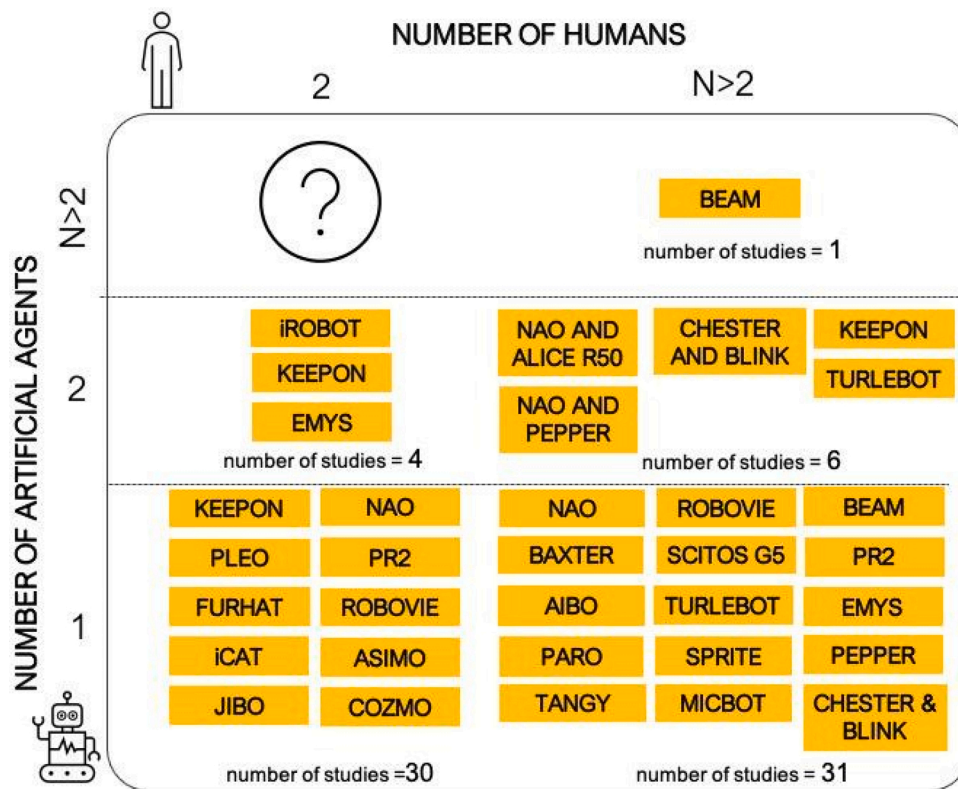 NUMBER OF HUMANS
2
N>2
NUMBER OF ARTIFICIAL AGENTS
N>2
?
BEAM
number of studies = 1
2
iROBOT
KEEPON
EMYS
number of studies = 4
NAO AND
ALICE R50
CHESTER
AND BLINK
KEEPON
TURLEBOT
NAO AND
PEPPER
number of studies = 6
1
KEEPON
NAO
PLEO
PR2
FURHAT
ROBOVIE
iCAT
ASIMO
JIBO
COZMO
number of studies =30
NAO
ROBOVIE
BEAM
BAXTER
SCITOS G5
PR2
AIBO
TURLEBOT
EMYS
PARO
SPRITE
PEPPER
TANGY
MICBOT
CHESTER &
BLINK
number of studies = 31